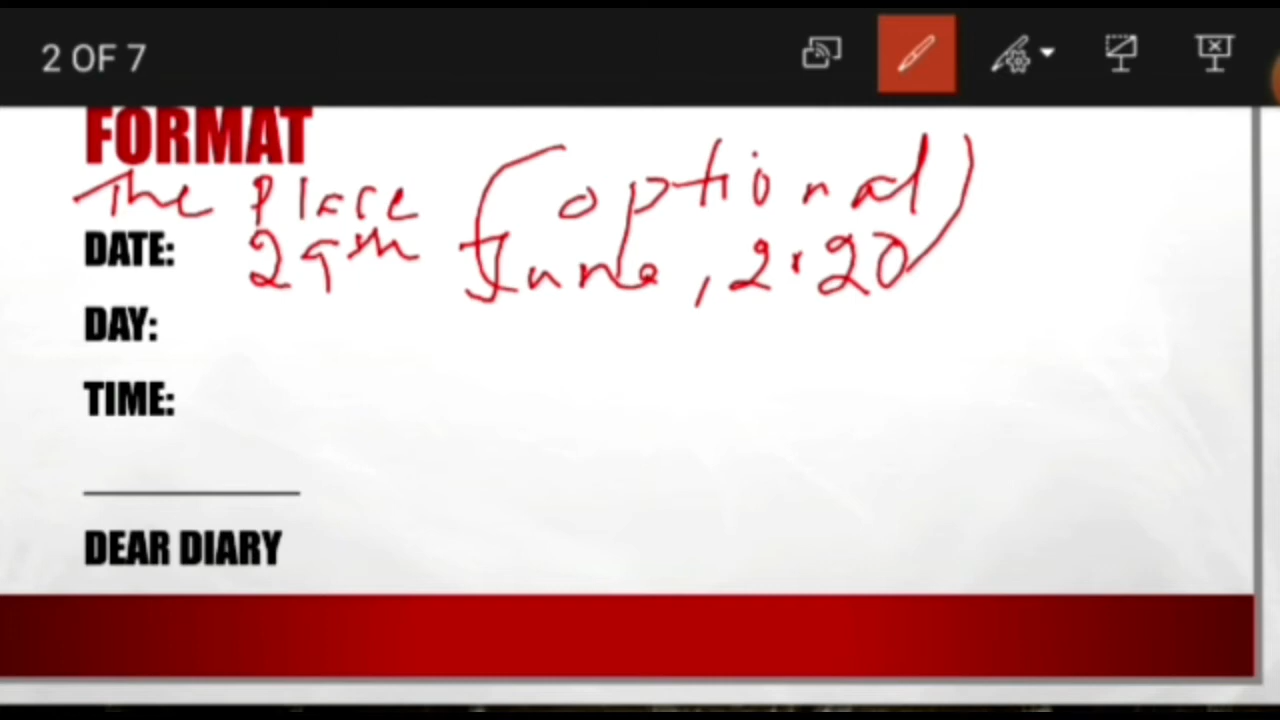 2 OF 7
FORMAT
The Place (optional)
DATE: 29th June, 2020
DAY:
TIME:
DEAR DIARY